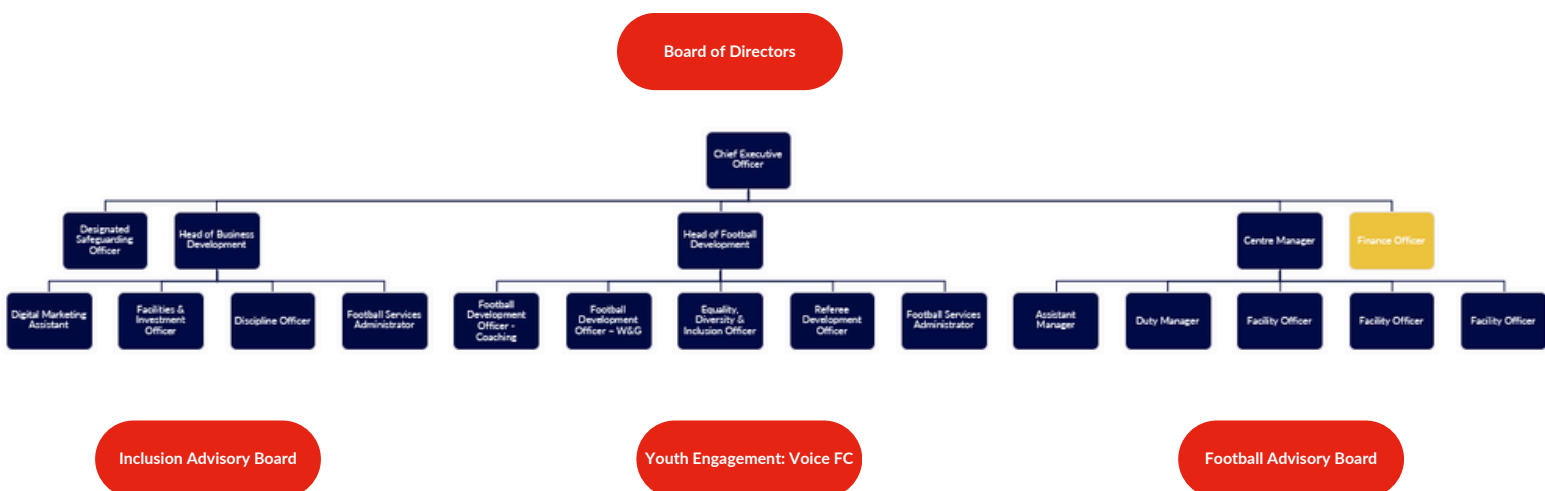 Board of Directors
Chief Executive
Officer
Designated
Safeguarding
Officer
Head of Business
Development
Head of Football
Development
Centre Manager
Finance Officer
Digital Marketing
Assistant
Facilities &
Investment
Officer
Discipline Officer
Football Services
Administrator
Football
Development
Officer -
Coaching
Football
Development
Officer – W&G
Equality,
Diversity &
Inclusion Officer
Referee
Development
Officer
Football Services
Administrator
Assistant
Manager
Duty Manager
Facility Officer
Facility Officer
Facility Officer
Inclusion Advisory Board
Youth Engagement: Voice FC
Football Advisory Board